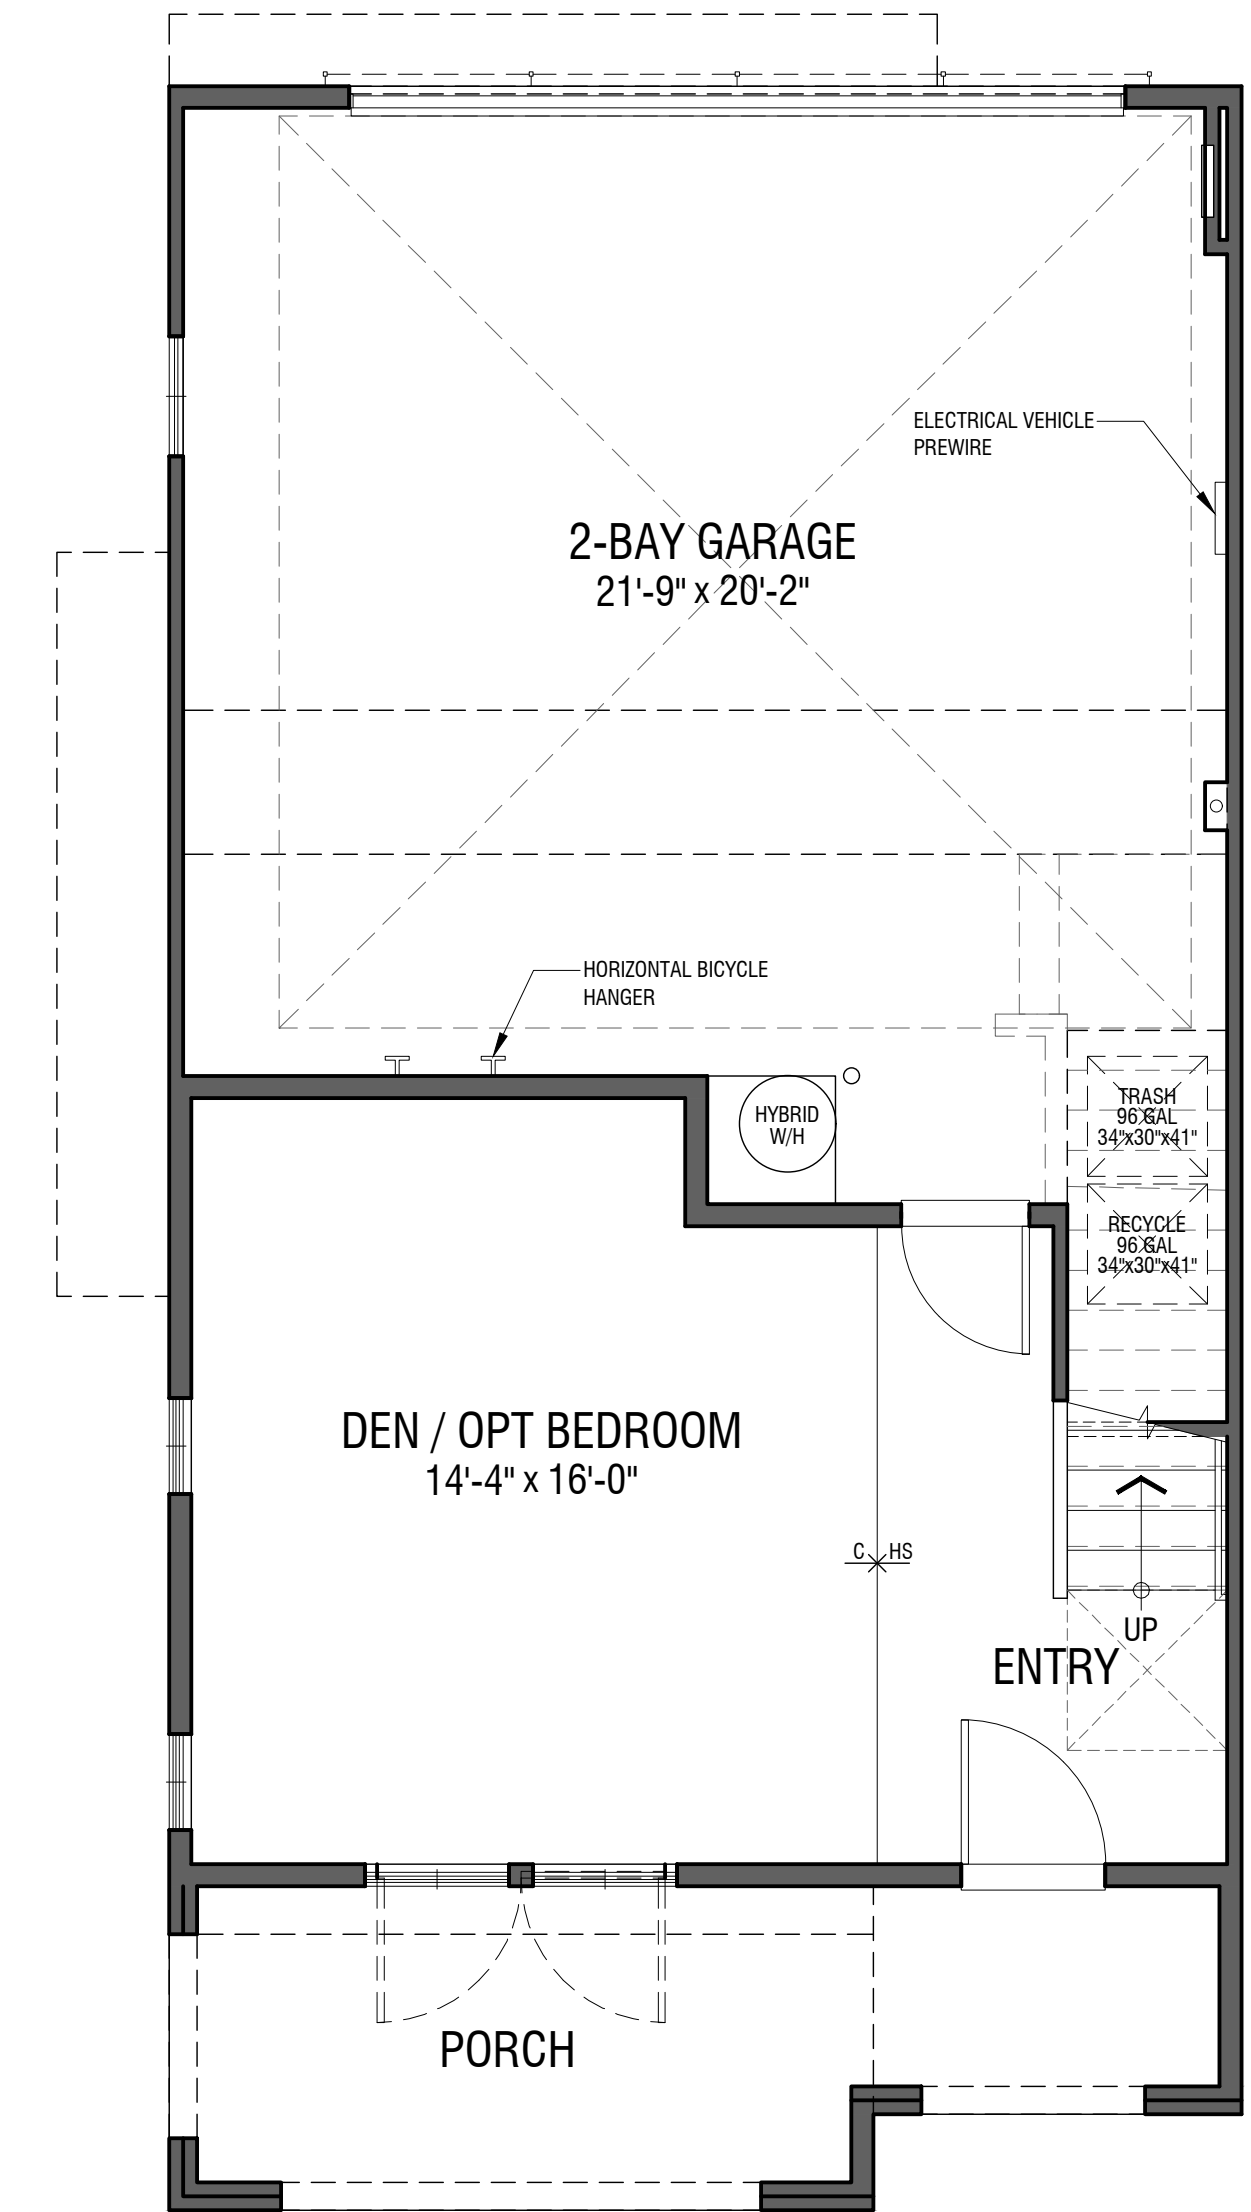 ELECTRICAL VEHICLE
PREWIRE
2-BAY GARAGE
21'-9" x 20'-2"
HORIZONTAL BICYCLE
HANGER
HYBRID
W/H
TRASH
96 GAL
34"x30"x41"
RECYCLE
96 GAL
34"x30"x41"
DEN / OPT BEDROOM
14'-4" x 16'-0"
C HS
UP
ENTRY
PORCH